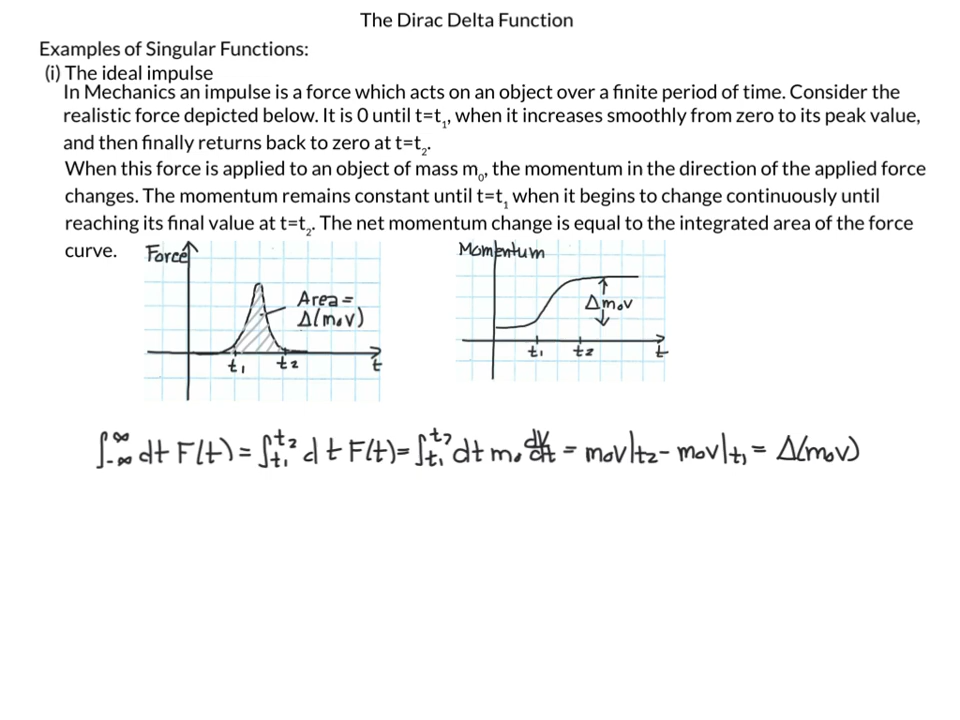 The Dirac Delta Function
Examples of Singular Functions:
(i) The ideal impulse
In Mechanics an impulse is a force which acts on an object over a finite period of time. Consider the
realistic force depicted below. It is 0 until t=t₁, when it increases smoothly from zero to its peak value,
and then finally returns back to zero at t=t₂.
When this force is applied to an object of mass m₀, the momentum in the direction of the applied force
changes. The momentum remains constant until t=t₁ when it begins to change continuously until
reaching its final value at t=t₂. The net momentum change is equal to the integrated area of the force
curve.
Force
Area =
Δ(m₀v)
t₁ t₂ t
Momentum
Δm₀v
t₁ t₂ t
∫_{-∞}^{∞} dt F(t) = ∫_{t₁}^{t₂} dt F(t) = ∫_{t₁}^{t₂} dt m₀ dv/dt = m₀v|t₂ - m₀v|t₁ = Δ(m₀v)